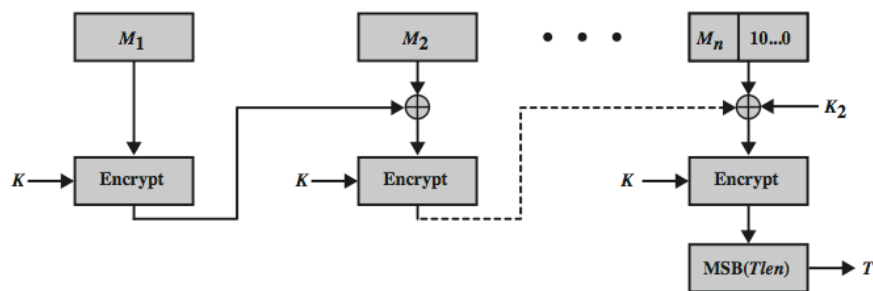 M1
M2
• • •
Mn
10...0
K2
K
Encrypt
K
Encrypt
K
Encrypt
MSB(Tlen)
T